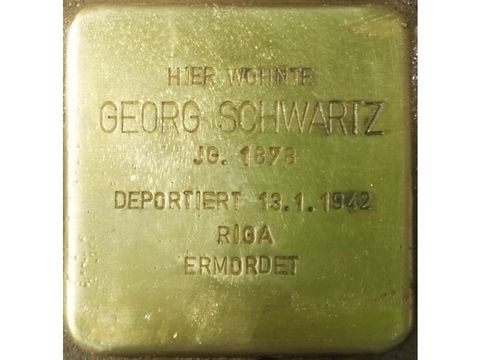 HIER WOHNTE
GEORG SCHWARTZ
JG. 1878
DEPORTIERT 13.1.1942
RIGA
ERMORDET